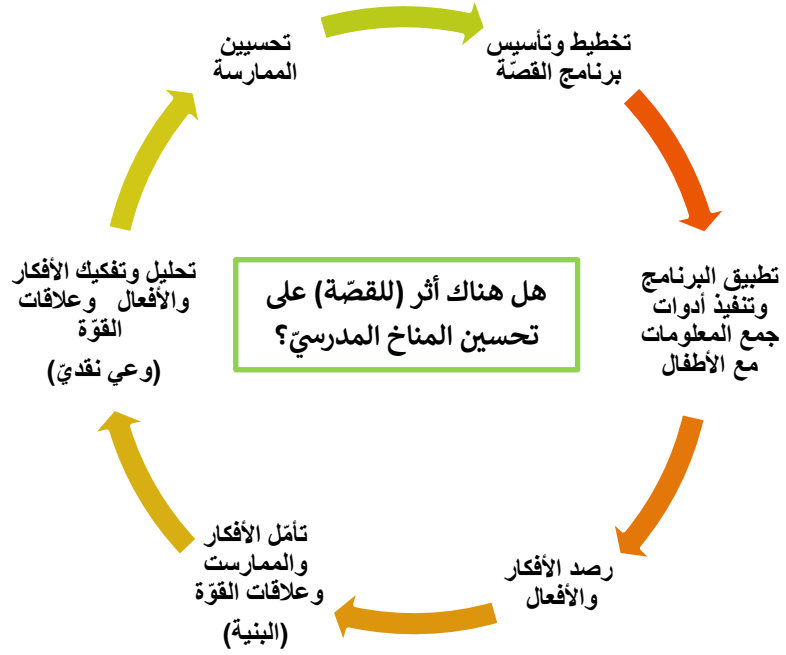 تخطيط وتأسيس
برنامج القصّة
تطبيق البرنامج
وتنفيذ أدوات
جمع المعلومات
مع الأطفال
رصد الأفكار
والأفعال
تأمّل الأفكار
والممارست
وعلاقات القوّة
(البنية)
تحليل وتفكيك الأفكار
والأفعال وعلاقات
القوّة
(وعي نقديّ)
تحسيين
الممارسة
هل هناك أثر (للقصّة) على
تحسين المناخ المدرسيّ؟